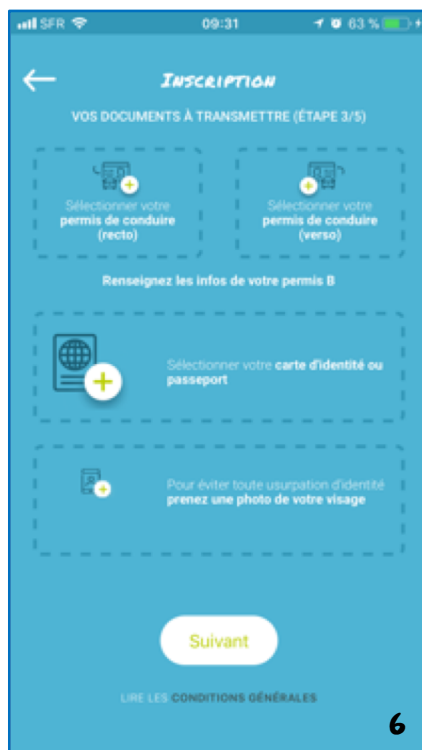 SFR 09:31 63 %
Inscription
VOS DOCUMENTS À TRANSMETTRE (ÉTAPE 3/5)
Sélectionner votre
permis de conduire
(recto)
Sélectionner votre
permis de conduire
(verso)
Renseignez les infos de votre permis B
Sélectionner votre carte d'identité ou
passeport
Pour éviter toute usurpation d'identité
prenez une photo de votre visage
Suivant
LIRE LES CONDITIONS GÉNÉRALES
6